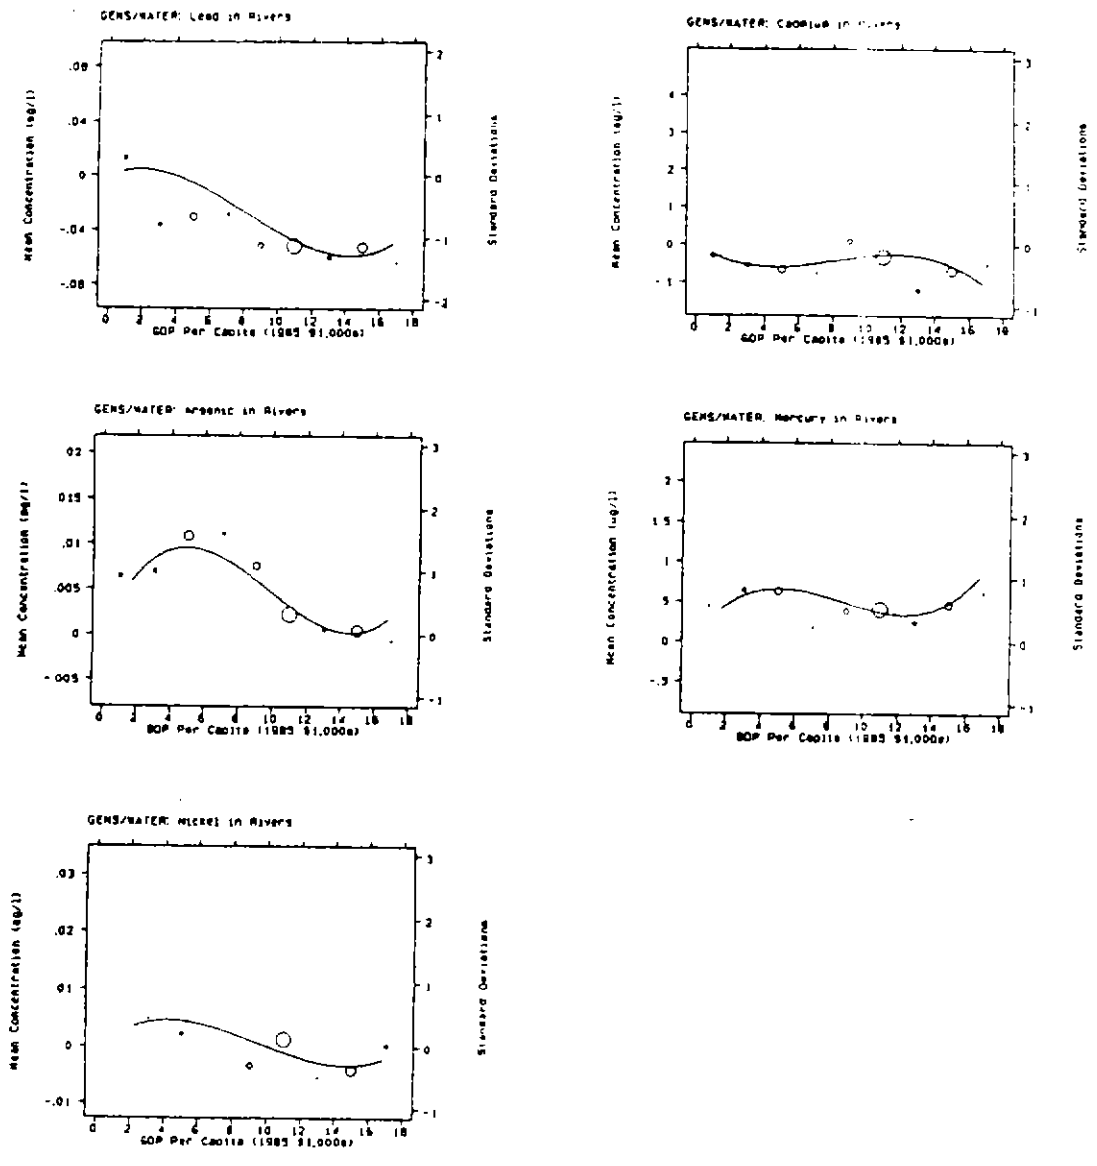 GEMS/WATER: Lead in Rivers
2
.08
1
.04
0
0
-.04
-1
-.08
-2
0 2 4 6 8 10 12 14 16 18
GDP Per Capita (1985 $1,000s)
Mean Concentration (mg/l)
Standard Deviations
GEMS/WATER: Cadmium in Rivers
3
4
2
3
2
1
1
0
0
-1
-1
0 2 4 6 8 10 12 14 16 18
GDP Per Capita (1985 $1,000s)
Mean Concentration
Standard Deviations
GEMS/WATER: Arsenic in Rivers
3
.02
.015
2
.01
.005
1
0
0
-.005
-1
0 2 4 6 8 10 12 14 16 18
GDP Per Capita (1985 $1,000s)
Mean Concentration (mg/l)
Standard Deviations
GEMS/WATER: Mercury in Rivers
3
2
1.5
2
1
1
.5
0
0
-.5
-1
0 2 4 6 8 10 12 14 16 18
GDP Per Capita (1985 $1,000s)
Mean Concentration (ug/l)
Standard Deviations
GEMS/WATER: Nickel in Rivers
3
.03
2
.02
.01
1
0
0
-.01
-1
0 2 4 6 8 10 12 14 16 18
GDP Per Capita (1985 $1,000s)
Mean Concentration (mg/l)
Standard Deviations